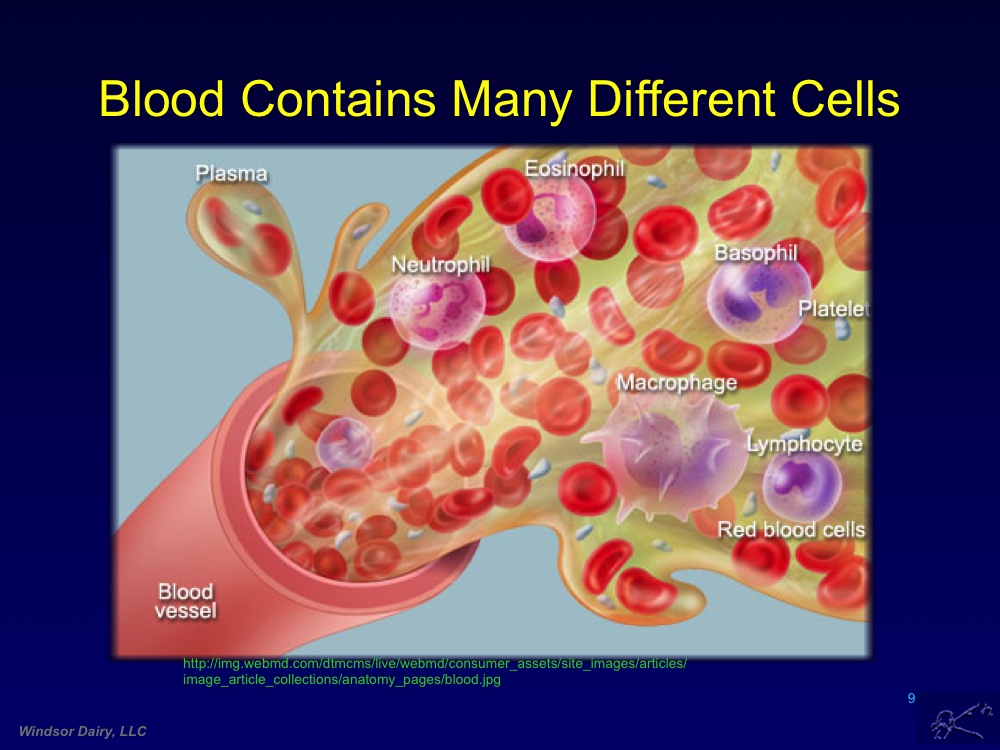 Blood Contains Many Different Cells
Plasma
Eosinophil
Neutrophil
Basophil
Platelet
Macrophage
Lymphocyte
Red blood cells
Blood
vessel
http://img.webmd.com/dtmcms/live/webmd/consumer_assets/site_images/articles/
image_article_collections/anatomy_pages/blood.jpg
9
Windsor Dairy, LLC